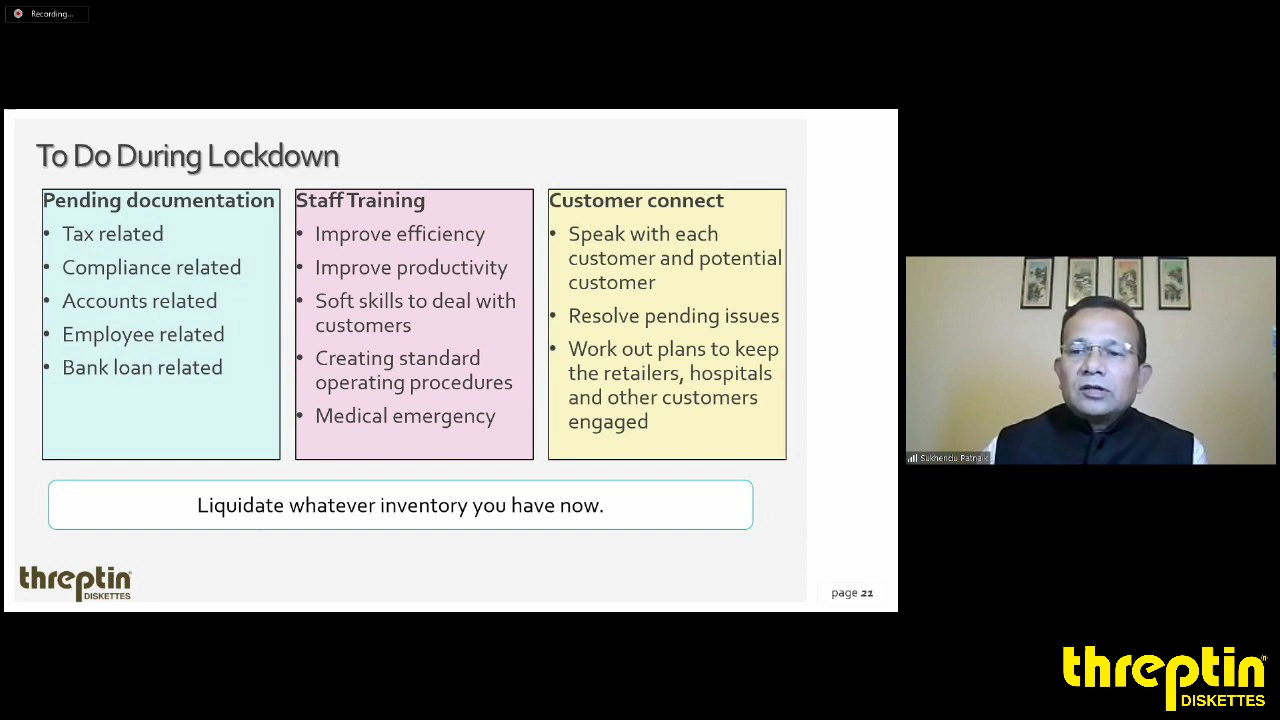 Recording...
To Do During Lockdown
Pending documentation
• Tax related
• Compliance related
• Accounts related
• Employee related
• Bank loan related
Staff Training
• Improve efficiency
• Improve productivity
• Soft skills to deal with
customers
• Creating standard
operating procedures
• Medical emergency
Customer connect
• Speak with each
customer and potential
customer
• Resolve pending issues
• Work out plans to keep
the retailers, hospitals
and other customers
engaged
Liquidate whatever inventory you have now.
threptin
DISKETTES
page 21
Sukhendu Patnaik
threptin®
DISKETTES